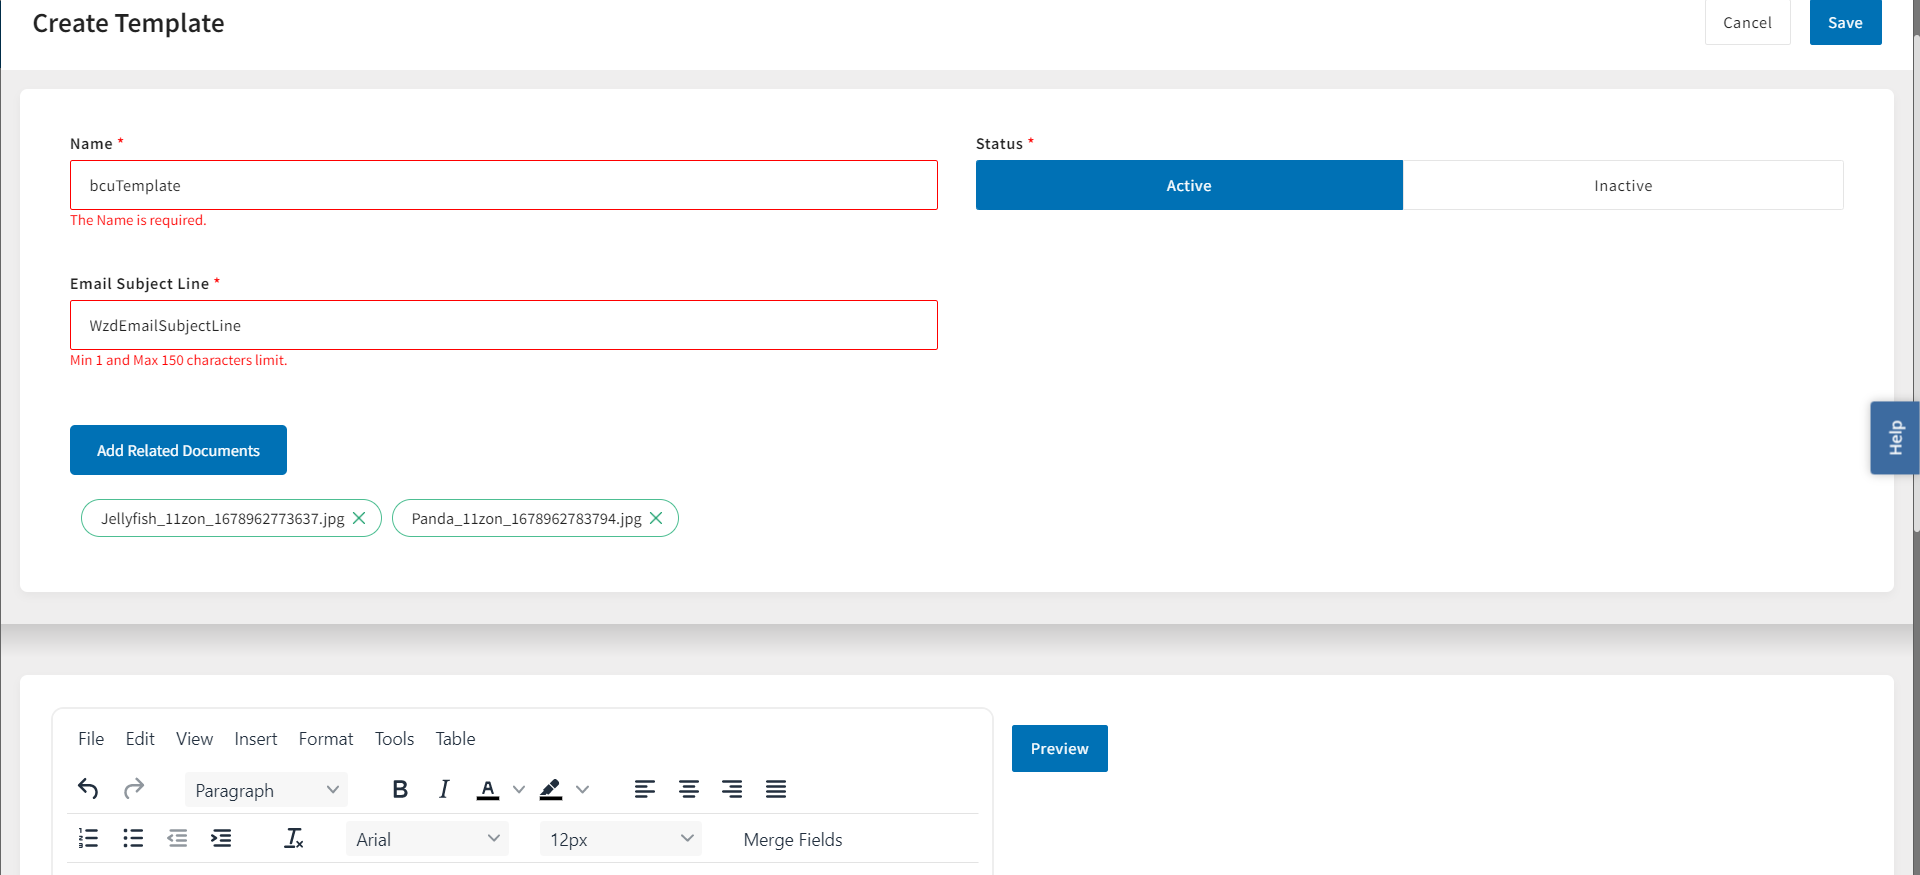 Create Template
Cancel
Save
Name *
Status *
bcuTemplate
Active
Inactive
The Name is required.
Email Subject Line *
WzdEmailSubjectLine
Min 1 and Max 150 characters limit.
Help
Add Related Documents
Jellyfish_11zon_1678962773637.jpg
Panda_11zon_1678962783794.jpg
File Edit View Insert Format Tools Table
Preview
Paragraph
B I A
Arial
12px
Merge Fields